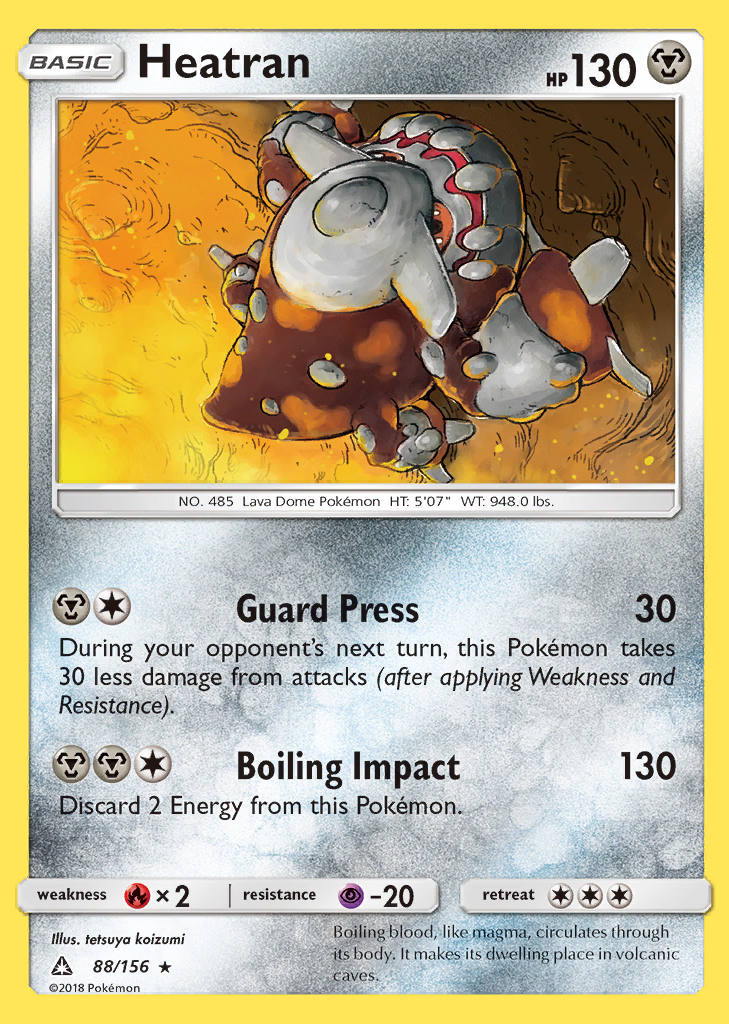 BASIC Heatran HP 130
NO. 485 Lava Dome Pokémon HT: 5'07" WT: 948.0 lbs.
Guard Press 30
During your opponent's next turn, this Pokémon takes
30 less damage from attacks (after applying Weakness and
Resistance).
Boiling Impact 130
Discard 2 Energy from this Pokémon.
weakness × 2 resistance -20 retreat
Illus. tetsuya koizumi
88/156 ★
©2018 Pokémon
Boiling blood, like magma, circulates through
its body. It makes its dwelling place in volcanic
caves.